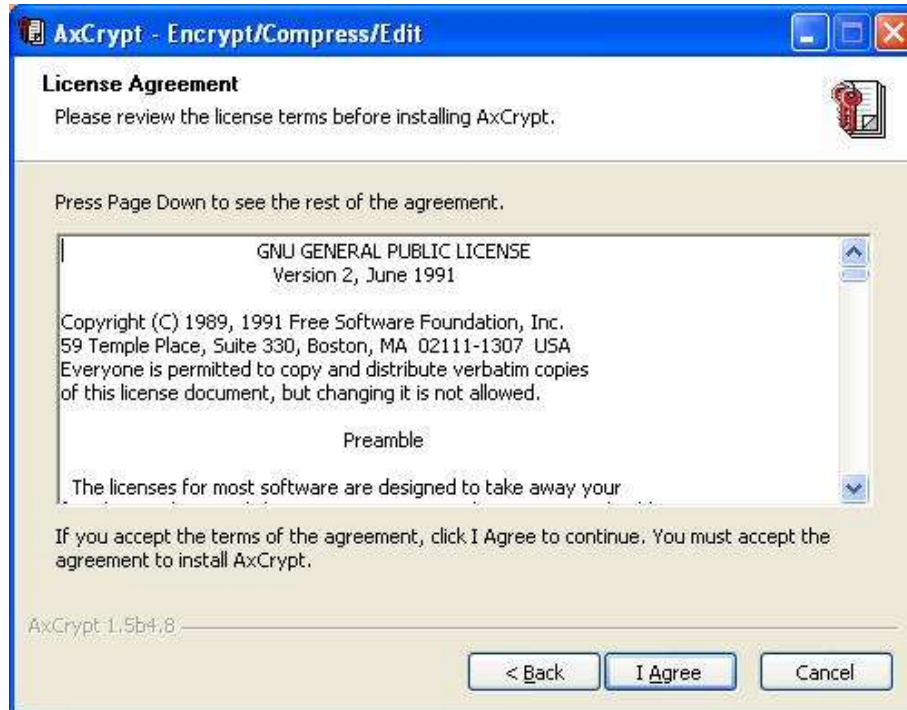 AxCrypt - Encrypt/Compress/Edit
License Agreement
Please review the license terms before installing AxCrypt.
Press Page Down to see the rest of the agreement.
GNU GENERAL PUBLIC LICENSE
Version 2, June 1991
Copyright (C) 1989, 1991 Free Software Foundation, Inc.
59 Temple Place, Suite 330, Boston, MA 02111-1307 USA
Everyone is permitted to copy and distribute verbatim copies
of this license document, but changing it is not allowed.
Preamble
The licenses for most software are designed to take away your
If you accept the terms of the agreement, click I Agree to continue. You must accept the
agreement to install AxCrypt.
AxCrypt 1.5b4.8
< Back I Agree Cancel